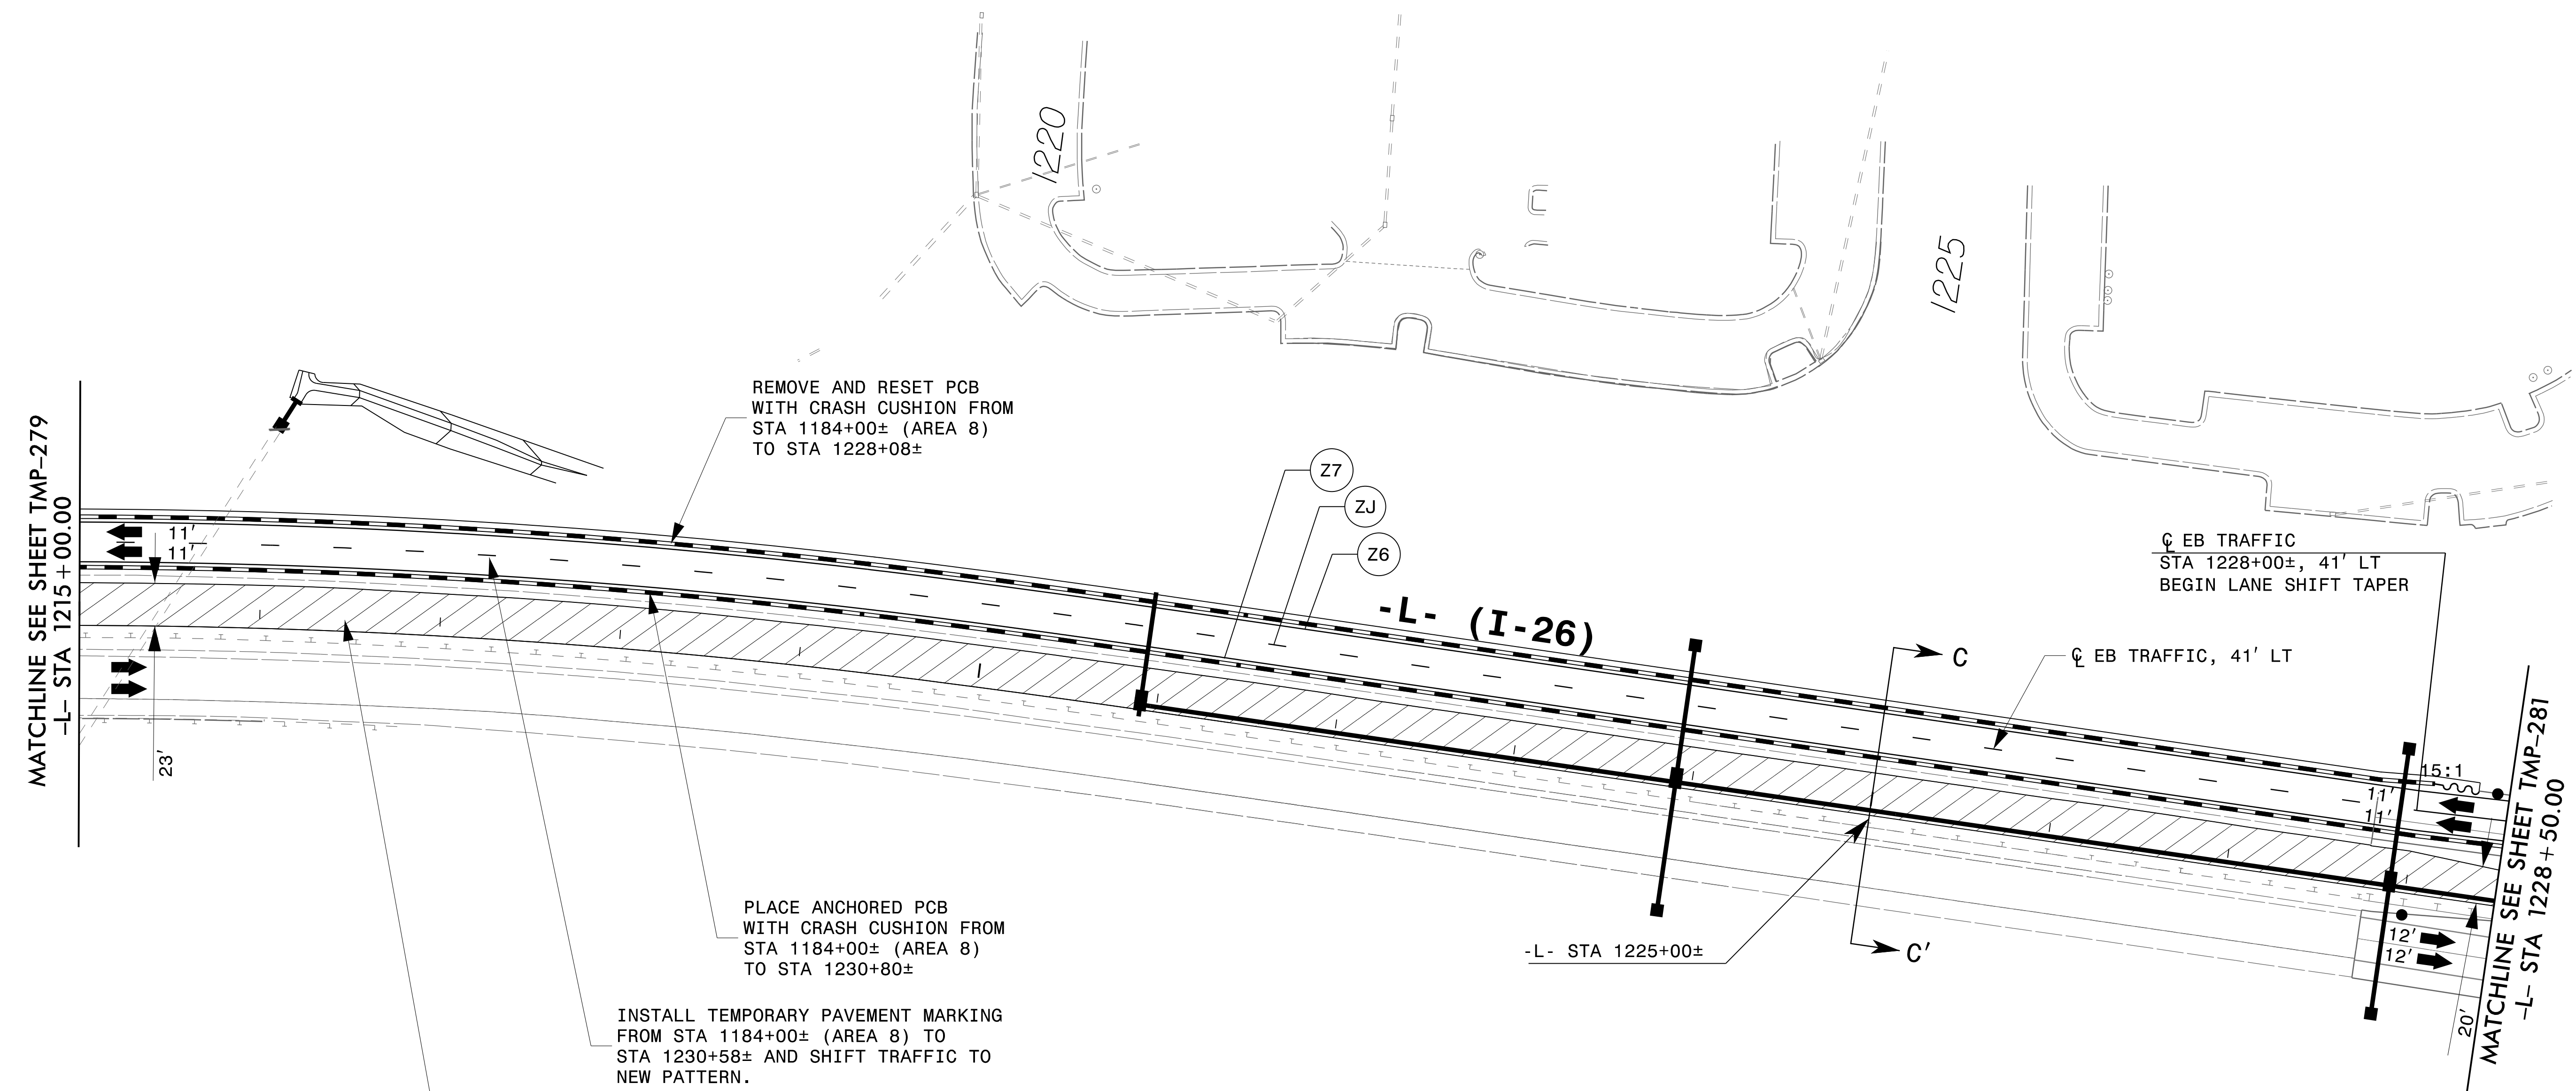 1220
1225
REMOVE AND RESET PCB
WITH CRASH CUSHION FROM
STA 1184+00± (AREA 8)
TO STA 1228+08±
MATCHLINE SEE SHEET TMP-279
-L- STA 1215+00.00
11'
11'
23'
Z7
ZJ
Z6
-L- (I-26)
C
C'
℄ EB TRAFFIC
STA 1228+00±, 41' LT
BEGIN LANE SHIFT TAPER
℄ EB TRAFFIC, 41' LT
15:1
11'
11'
12'
12'
20'
MATCHLINE SEE SHEET TMP-281
-L- STA 1228+50.00
-L- STA 1225+00±
PLACE ANCHORED PCB
WITH CRASH CUSHION FROM
STA 1184+00± (AREA 8)
TO STA 1230+80±
INSTALL TEMPORARY PAVEMENT MARKING
FROM STA 1184+00± (AREA 8) TO
STA 1230+58± AND SHIFT TRAFFIC TO
NEW PATTERN.